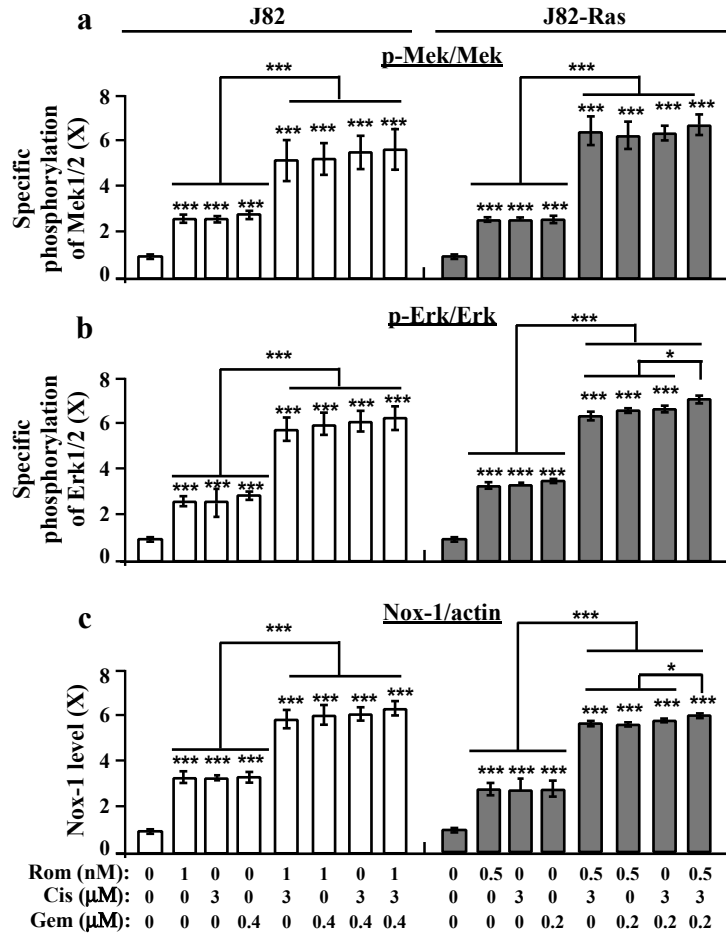 a J82 J82-Ras
p-Mek/Mek
*** ***
Specific phosphorylation of Mek1/2 (X)
8
6
4
2
0
*** *** *** *** *** *** *** *** *** *** *** *** *** ***
b p-Erk/Erk
*** ***
*
Specific phosphorylation of Erk1/2 (X)
8
6
4
2
0
*** *** *** *** *** *** *** *** *** *** *** *** *** ***
c Nox-1/actin
*** ***
*
Nox-1 level (X)
8
6
4
2
0
*** *** *** *** *** *** *** *** *** *** *** *** *** ***
Rom (nM): 0 1 0 0 1 1 0 1 0 0.5 0 0 0.5 0.5 0 0.5
Cis (μM): 0 0 3 0 3 0 3 3 0 0 3 0 3 0 3 3
Gem (μM): 0 0 0 0.4 0 0.4 0.4 0.4 0 0 0 0.2 0 0.2 0.2 0.2